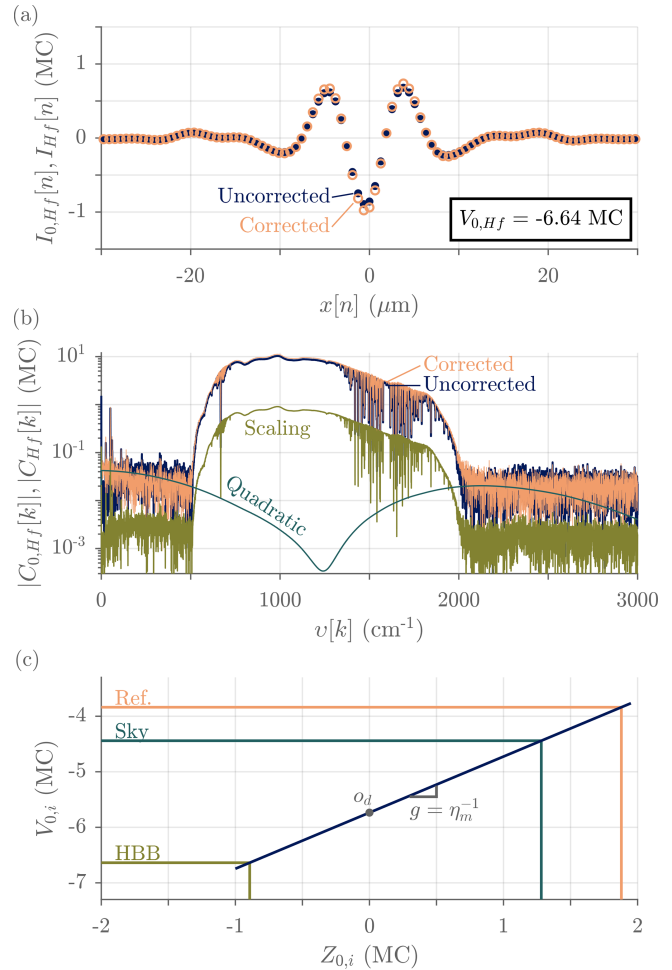 (a)
I_{0,Hf}[n], I_{Hf}[n] (MC)
1
0
-1
Uncorrected
Corrected
V_{0,Hf} = -6.64 MC
-20
0
20
x[n] (μm)
(b)
|C_{0,Hf}[k]|, |C_{Hf}[k]| (MC)
10^1
10^{-1}
10^{-3}
Corrected
Uncorrected
Scaling
Quadratic
0
1000
2000
3000
υ[k] (cm^{-1})
(c)
V_{0,i} (MC)
-4
-5
-6
-7
Ref.
Sky
HBB
o_d
g = η_m^{-1}
-2
-1
0
1
2
Z_{0,i} (MC)